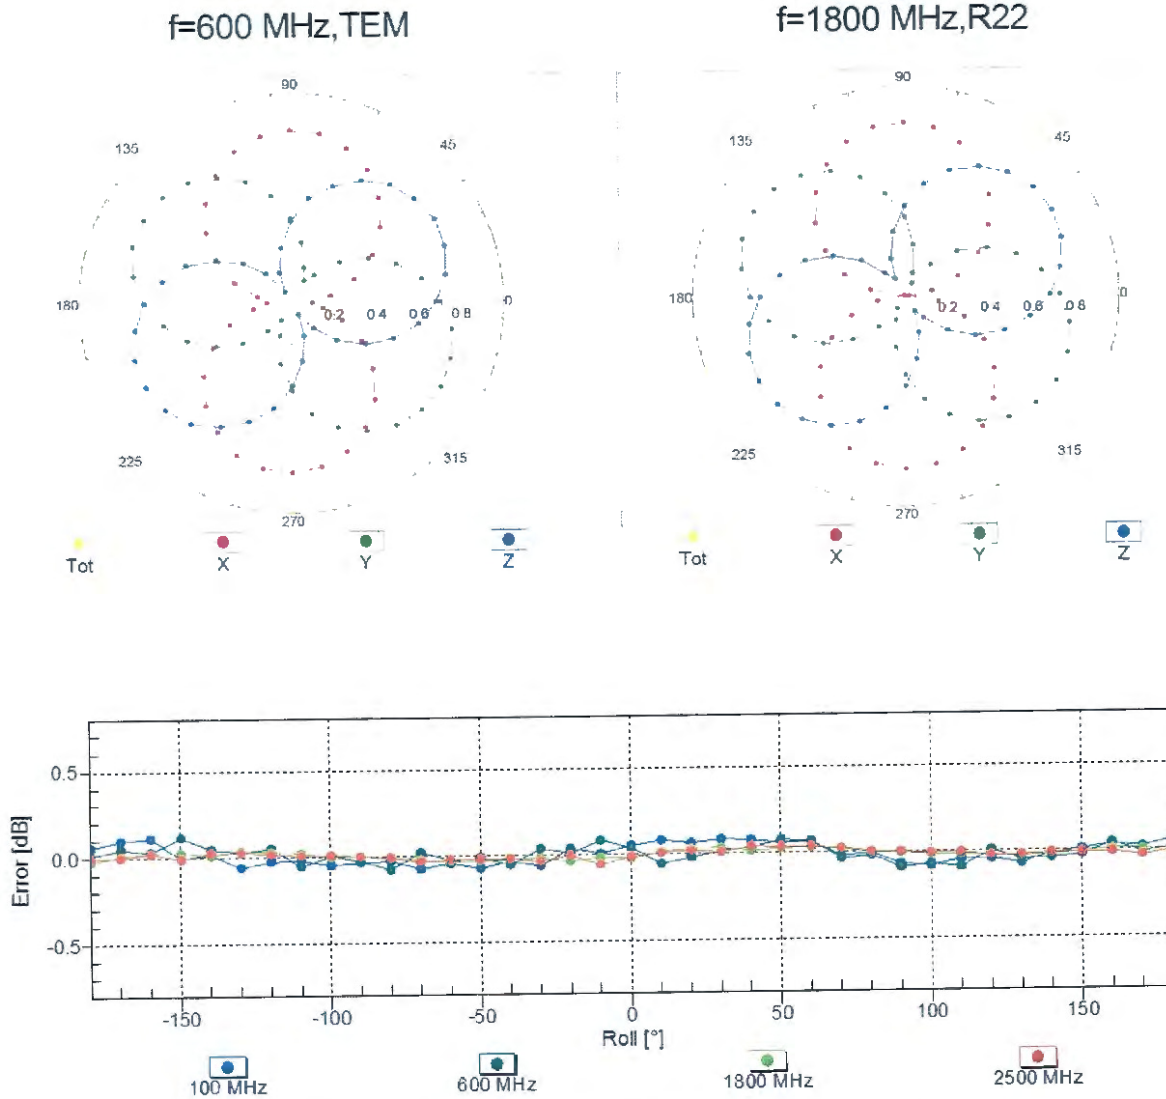 f=600 MHz,TEM
f=1800 MHz,R22
90
90
135
45
135
45
180
0.2 0.4 0.6 0.8
0
180
0.2 0.4 0.6 0.8
0
225
315
225
315
270
270
Tot X Y Z
Tot X Y Z
Error [dB]
0.5
0.0
-0.5
-150 -100 -50 0 50 100 150
Roll [°]
100 MHz 600 MHz 1800 MHz 2500 MHz